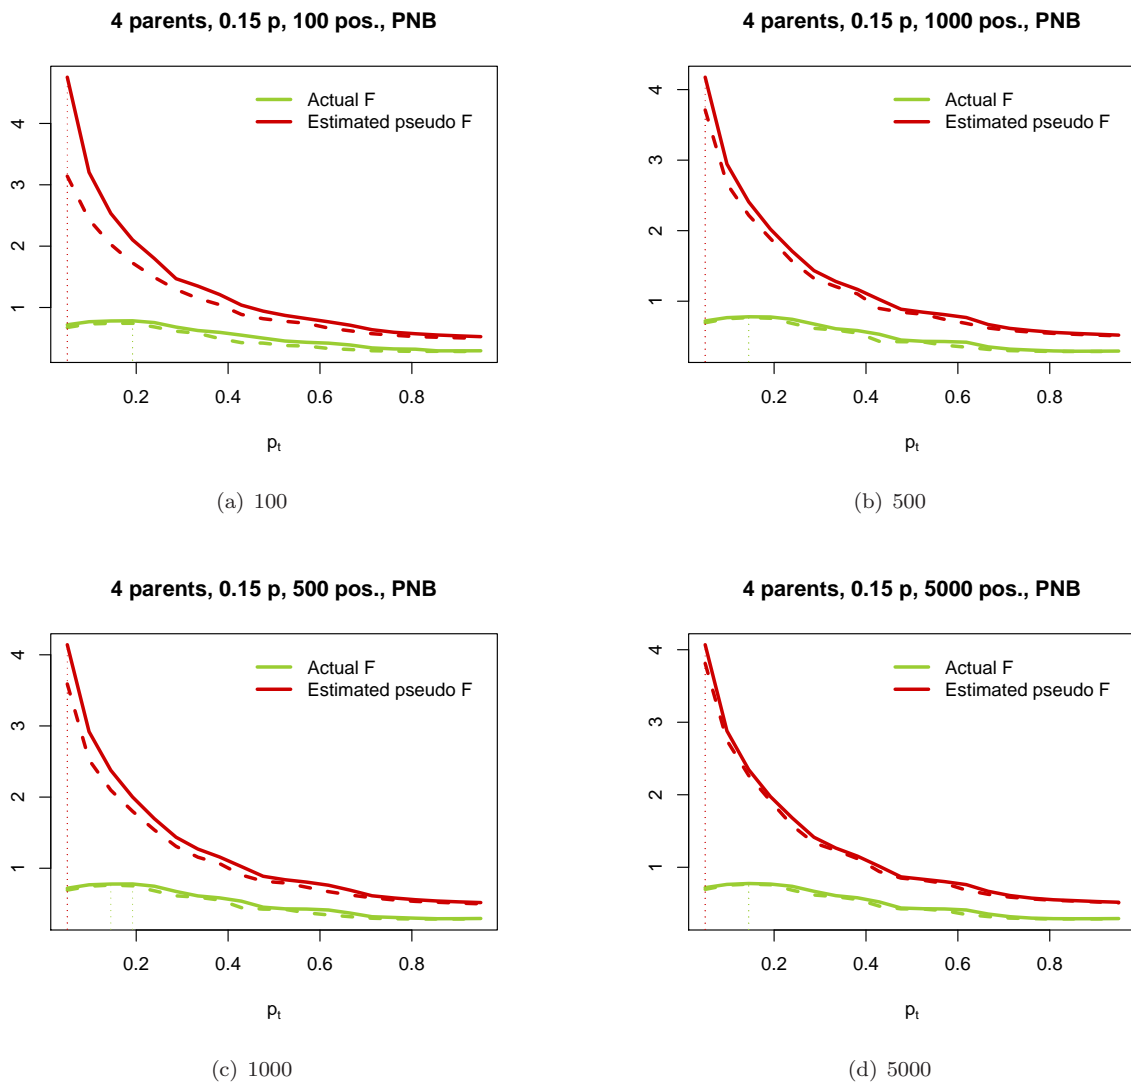 4 parents, 0.15 p, 100 pos., PNB
Actual F
Estimated pseudo F
4
3
2
1
0.2 0.4 0.6 0.8
pt
(a) 100
4 parents, 0.15 p, 1000 pos., PNB
Actual F
Estimated pseudo F
4
3
2
1
0.2 0.4 0.6 0.8
pt
(b) 500
4 parents, 0.15 p, 500 pos., PNB
Actual F
Estimated pseudo F
4
3
2
1
0.2 0.4 0.6 0.8
pt
(c) 1000
4 parents, 0.15 p, 5000 pos., PNB
Actual F
Estimated pseudo F
4
3
2
1
0.2 0.4 0.6 0.8
pt
(d) 5000